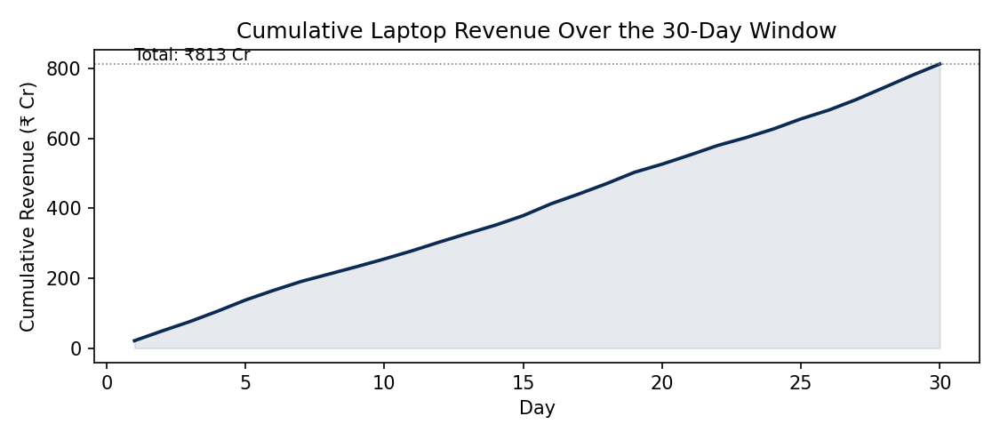 Cumulative Laptop Revenue Over the 30-Day Window
Total: ₹813 Cr
Cumulative Revenue (₹ Cr)
800
600
400
200
0
0 5 10 15 20 25 30
Day